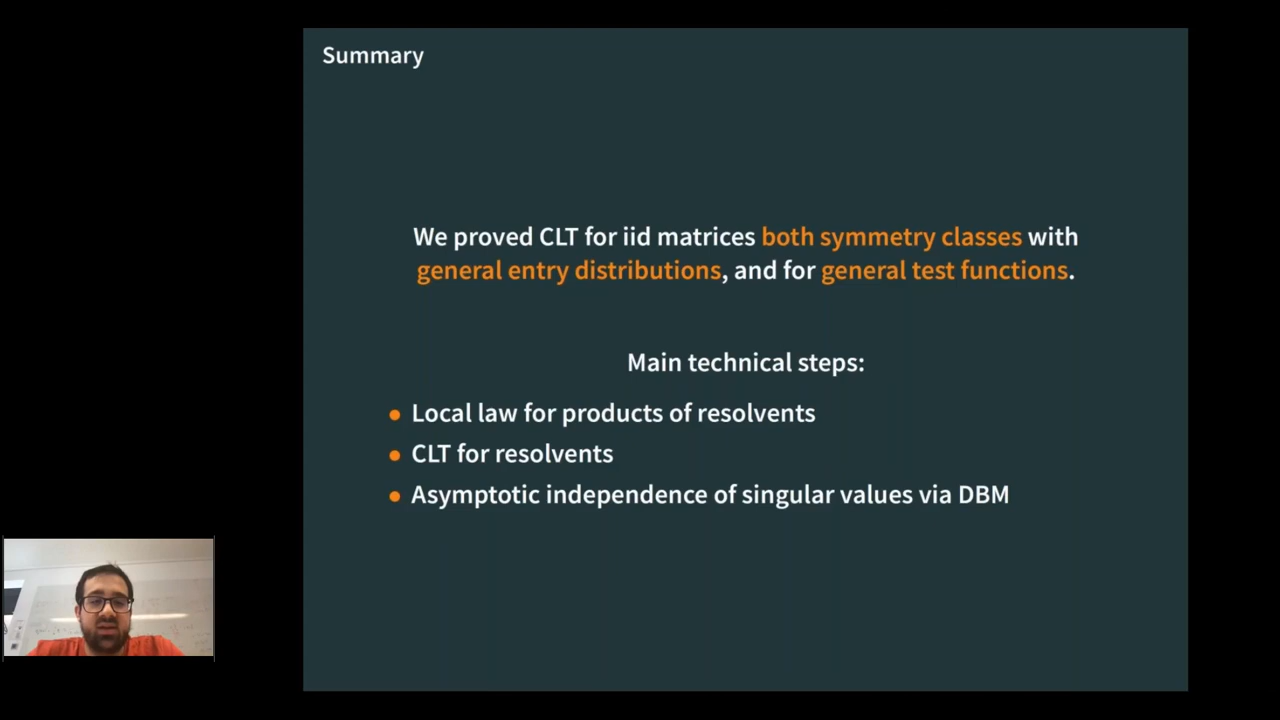 Summary
We proved CLT for iid matrices both symmetry classes with
general entry distributions, and for general test functions.
Main technical steps:
Local law for products of resolvents
CLT for resolvents
Asymptotic independence of singular values via DBM